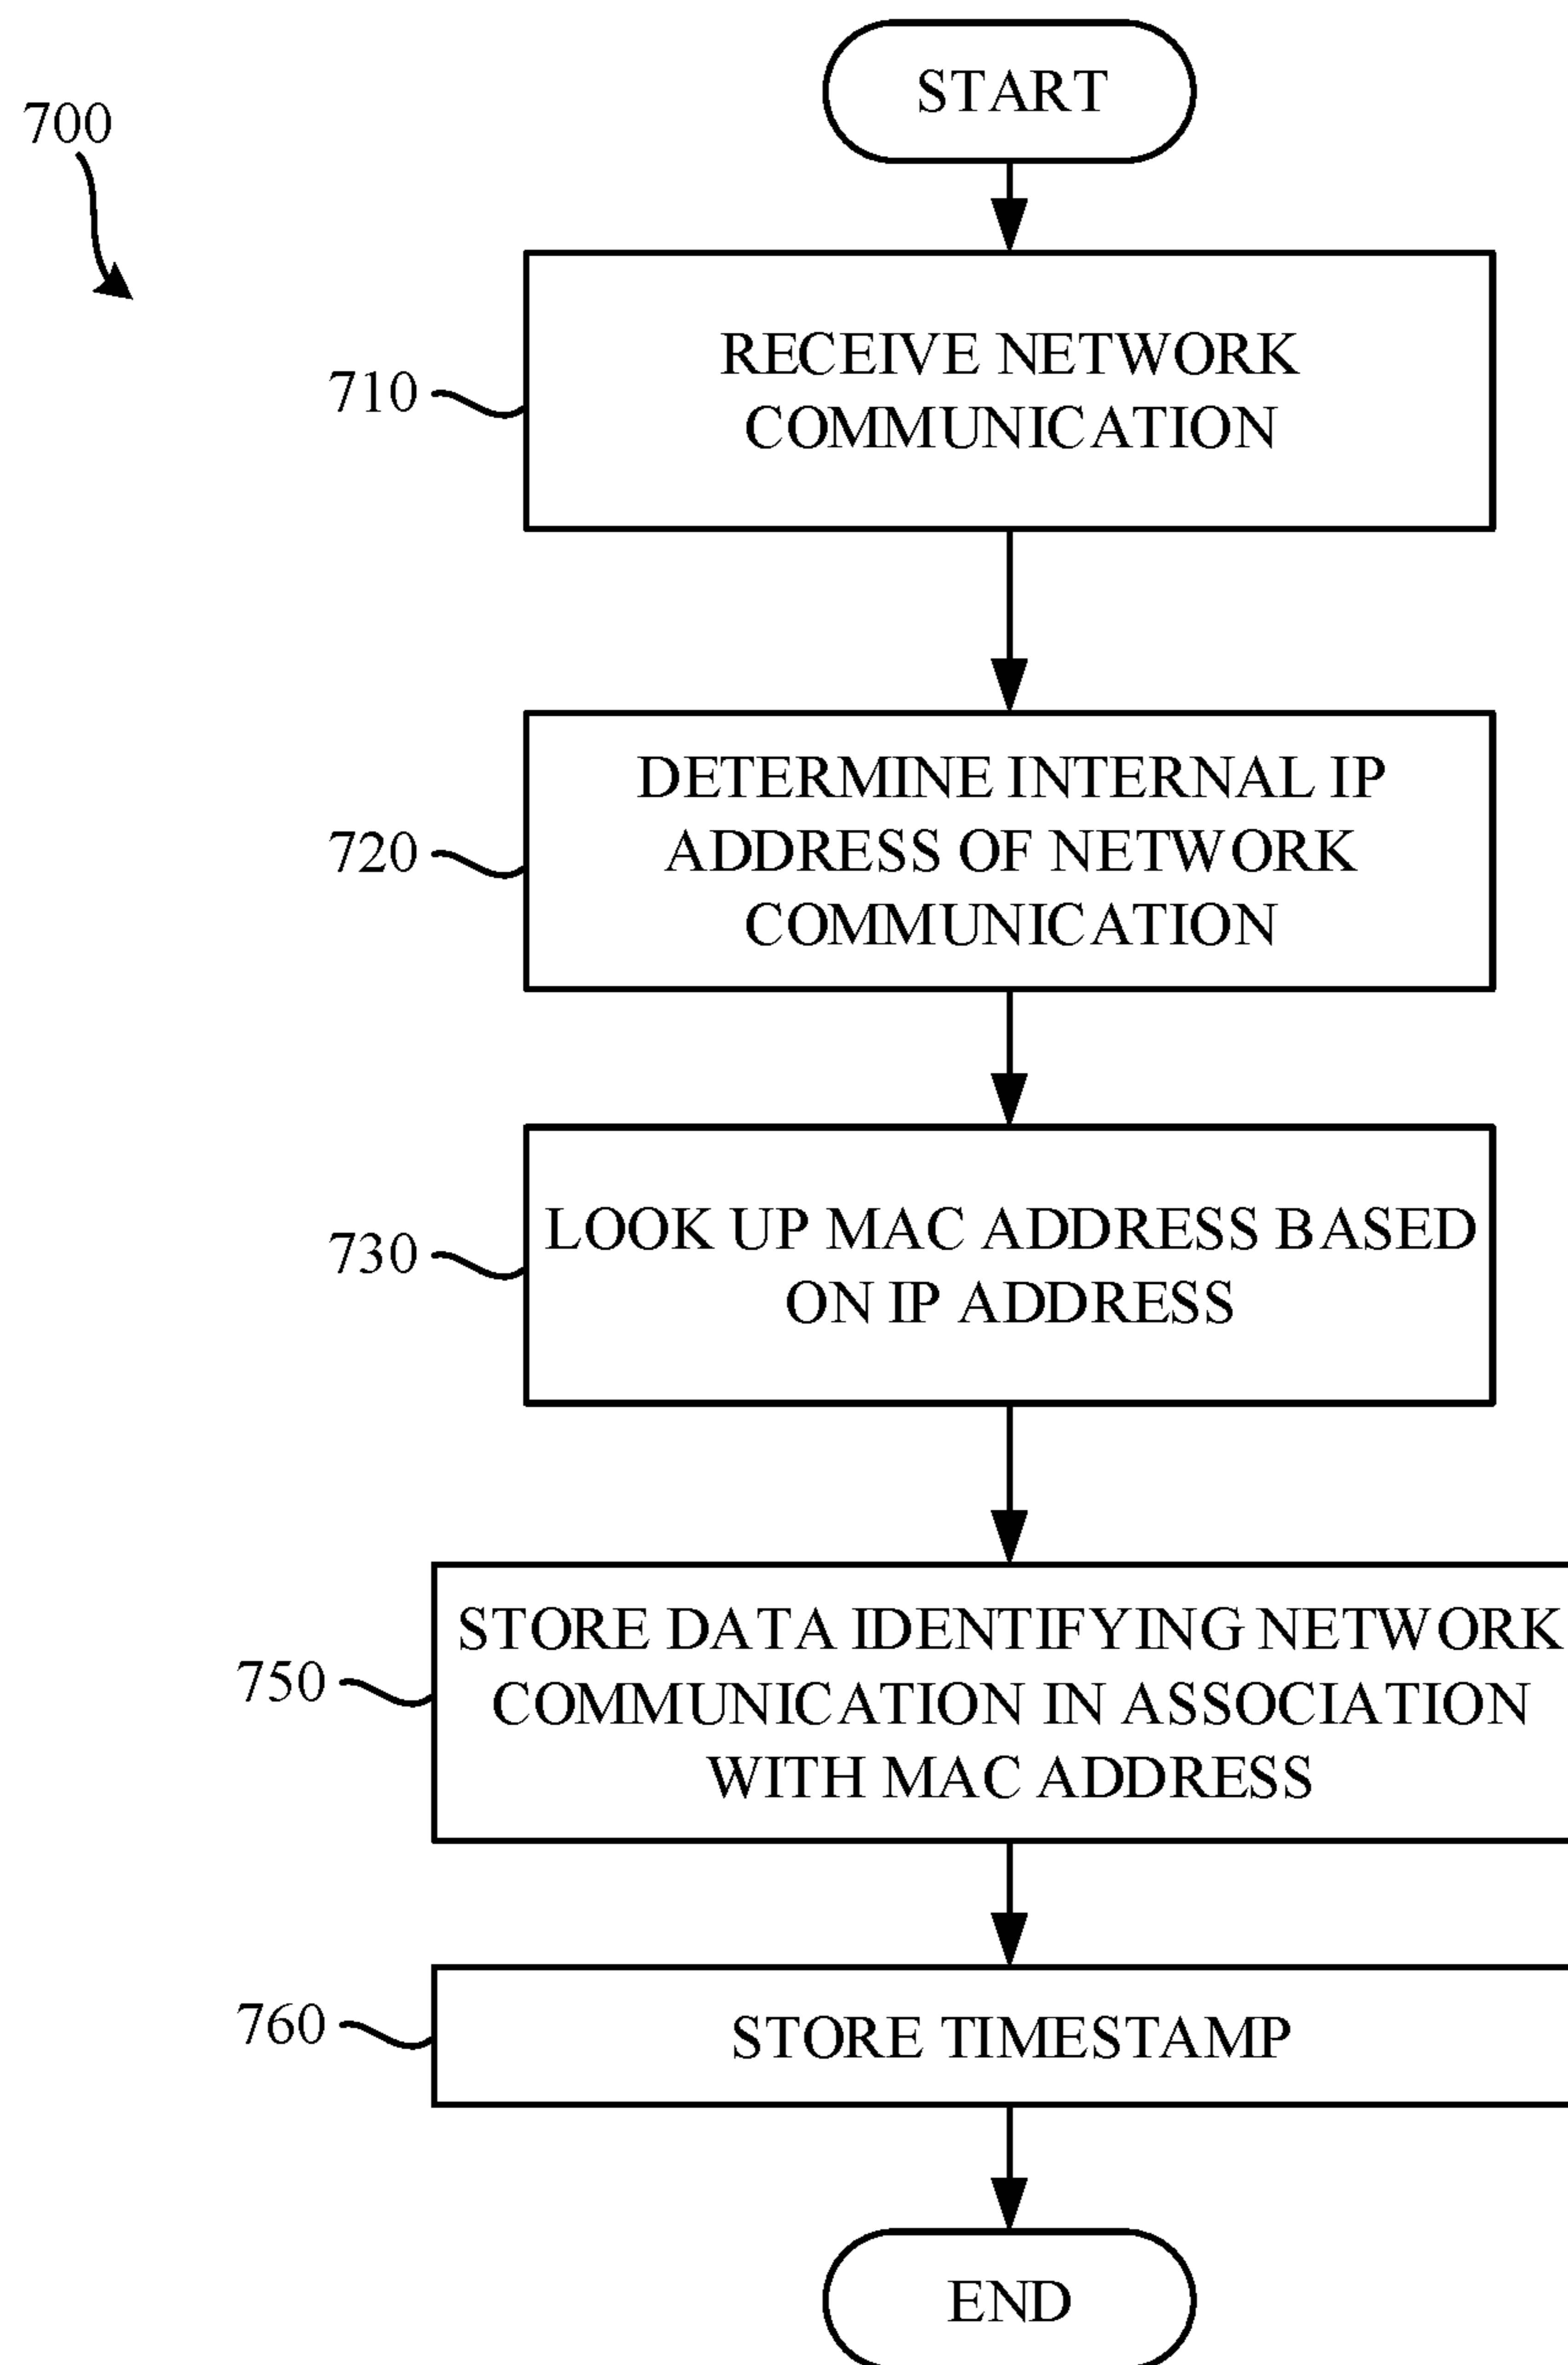 START
700
RECEIVE NETWORK
COMMUNICATION
710
DETERMINE INTERNAL IP
ADDRESS OF NETWORK
COMMUNICATION
720
LOOK UP MAC ADDRESS BASED
ON IP ADDRESS
730
STORE DATA IDENTIFYING NETWORK
COMMUNICATION IN ASSOCIATION
WITH MAC ADDRESS
750
STORE TIMESTAMP
760
END